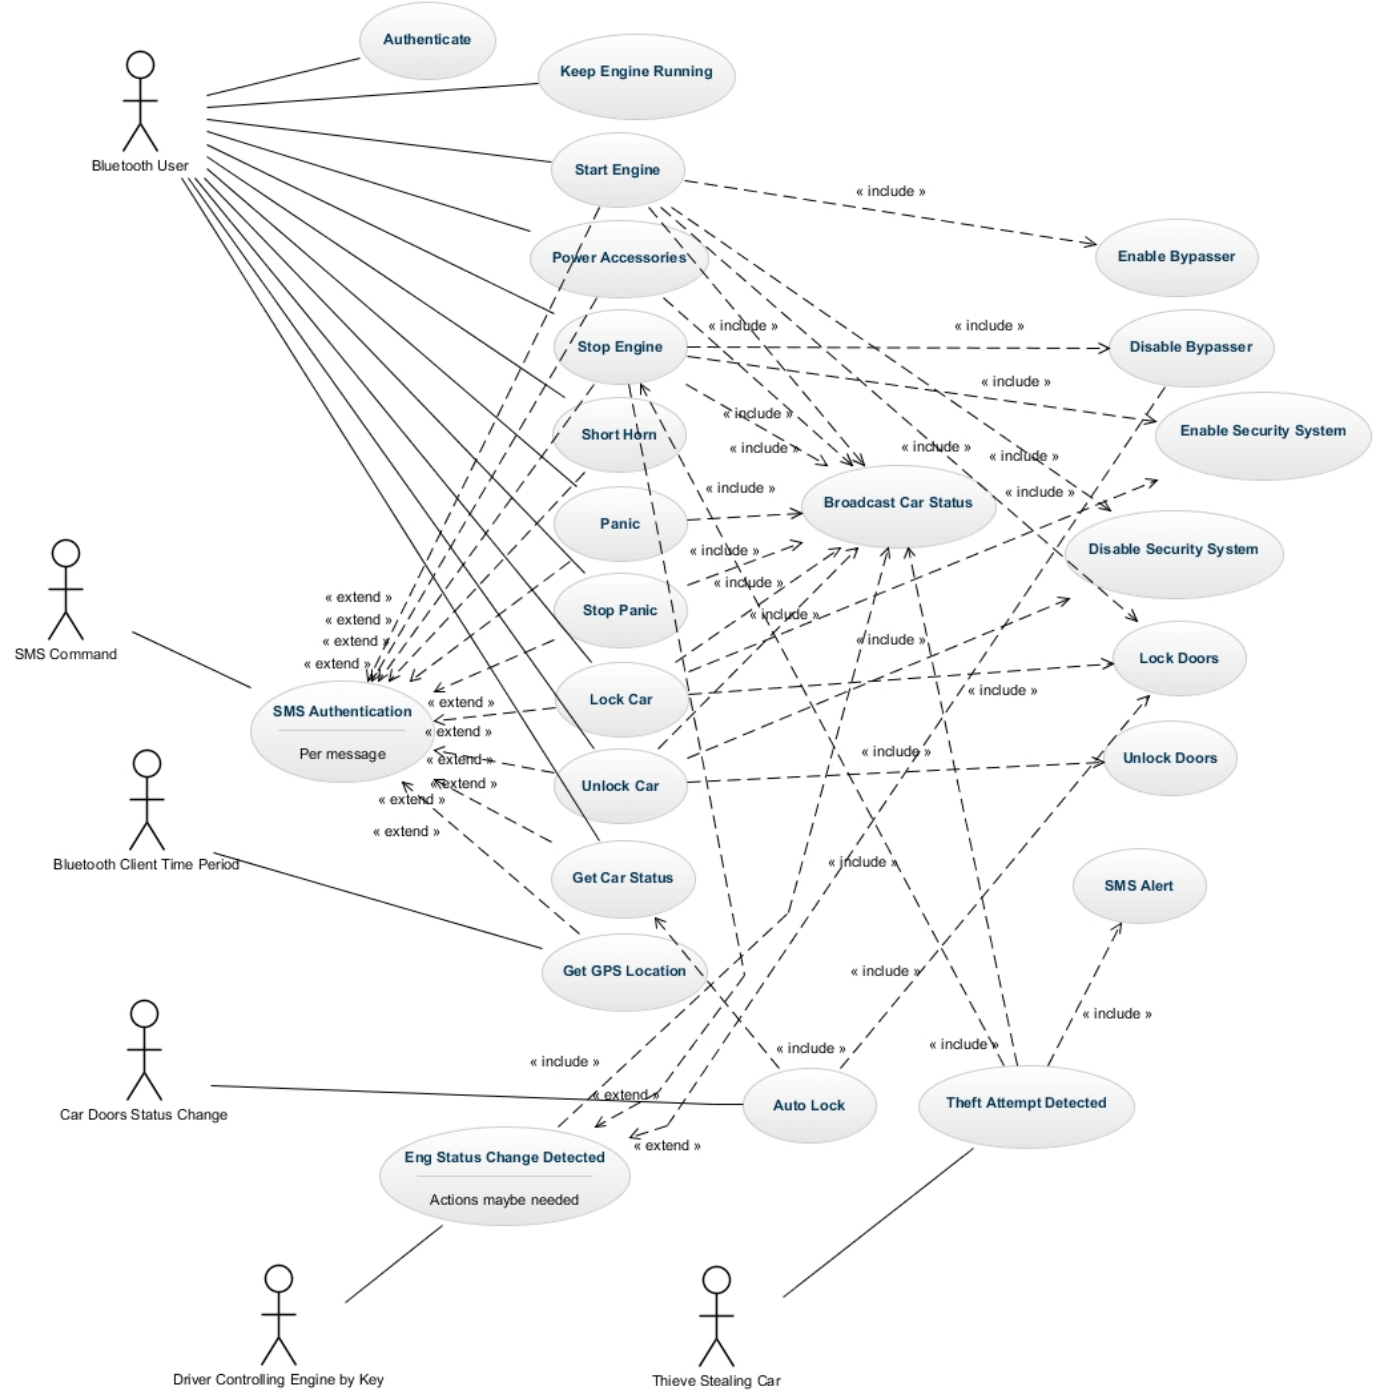 Authenticate
Keep Engine Running
Bluetooth User
Start Engine
« include »
Power Accessories
Enable Bypasser
« include »
« include »
Stop Engine
Disable Bypasser
« include »
« include »
Short Horn
Enable Security System
« include »
« include »
« include »
« include »
« include »
Broadcast Car Status
Panic
« include »
Disable Security System
« include »
« extend »
Stop Panic
« include »
« extend »
« include »
« extend »
SMS Command
« extend »
Lock Doors
« include »
Lock Car
« extend »
SMS Authentication
« extend »
Per message
« include »
Unlock Doors
« extend »
« extend »
Unlock Car
« extend »
« extend »
Bluetooth Client Time Period
« include »
Get Car Status
SMS Alert
Get GPS Location
« include »
« include »
Car Doors Status Change
« include »
« include »
« include »
« extend »
Auto Lock
Theft Attempt Detected
« extend »
Eng Status Change Detected
Actions maybe needed
Driver Controlling Engine by Key
Thieve Stealing Car